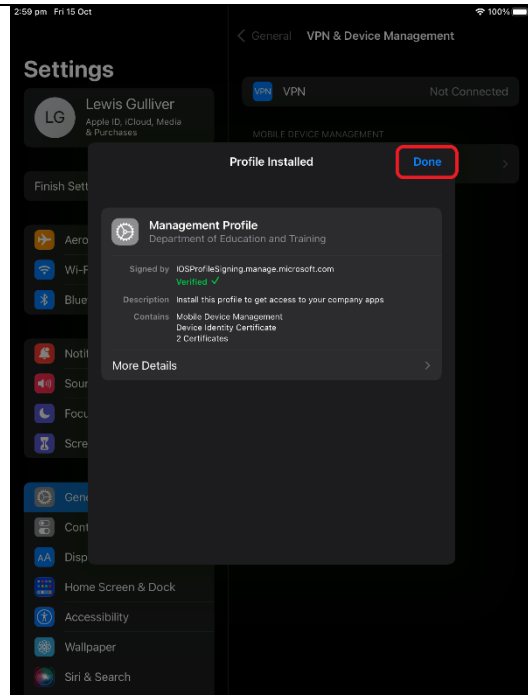 2:59 pm Fri 15 Oct
100%
General VPN & Device Management
Settings
LG
Lewis Gulliver
Apple ID, iCloud, Media
& Purchases
VPN VPN Not Connected
MOBILE DEVICE MANAGEMENT
Profile Installed Done
Finish Sett
Management Profile
Department of Education and Training
Aero
Signed by IOSProfileSigning.manage.microsoft.com
Verified ✓
Wi-F
Description Install this profile to get access to your company apps
Blue
Contains Mobile Device Management
Device Identity Certificate
2 Certificates
Notif
More Details
Soun
Focu
Scre
Gene
Cont
AA Disp
Home Screen & Dock
Accessibility
Wallpaper
Siri & Search